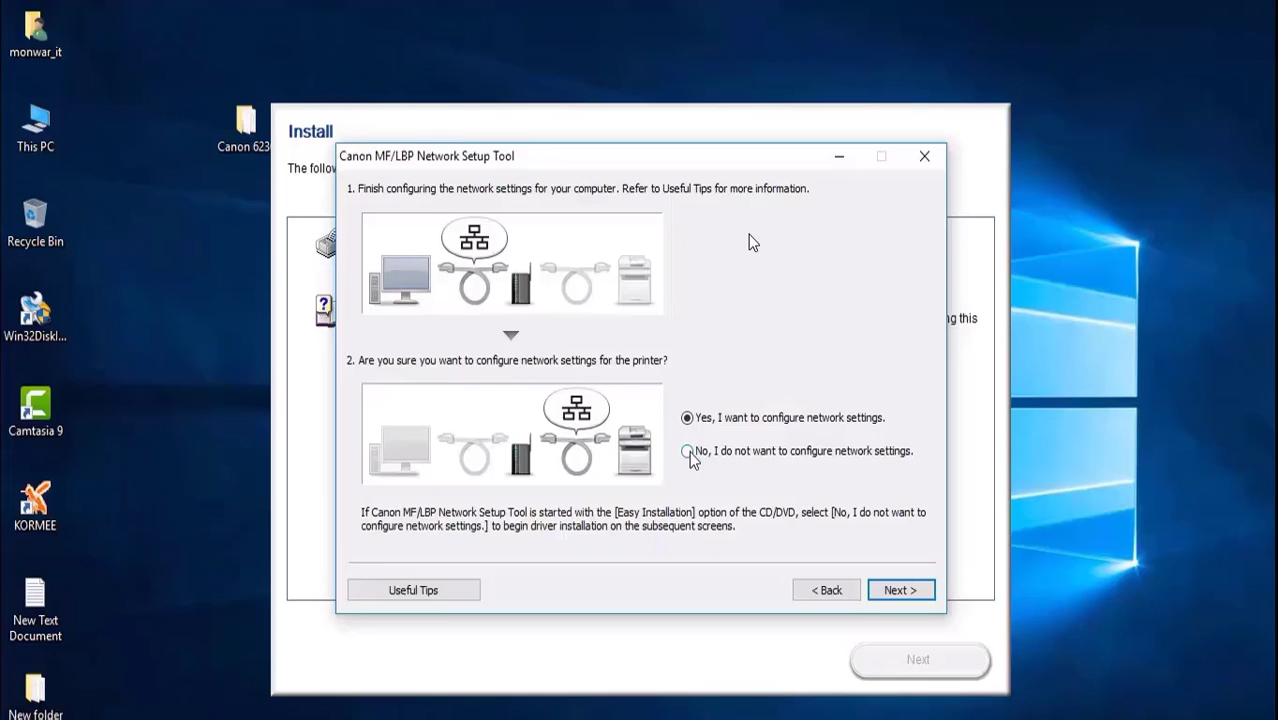 monwar_it
This PC
Recycle Bin
Win32Diskl...
Camtasia 9
KORMEE
New Text
Document
New folder
Canon 623
Install
The follow
ng this
Canon MF/LBP Network Setup Tool
1. Finish configuring the network settings for your computer. Refer to Useful Tips for more information.
2. Are you sure you want to configure network settings for the printer?
Yes, I want to configure network settings.
No, I do not want to configure network settings.
If Canon MF/LBP Network Setup Tool is started with the [Easy Installation] option of the CD/DVD, select [No, I do not want to
configure network settings.] to begin driver installation on the subsequent screens.
Useful Tips
< Back
Next >
Next